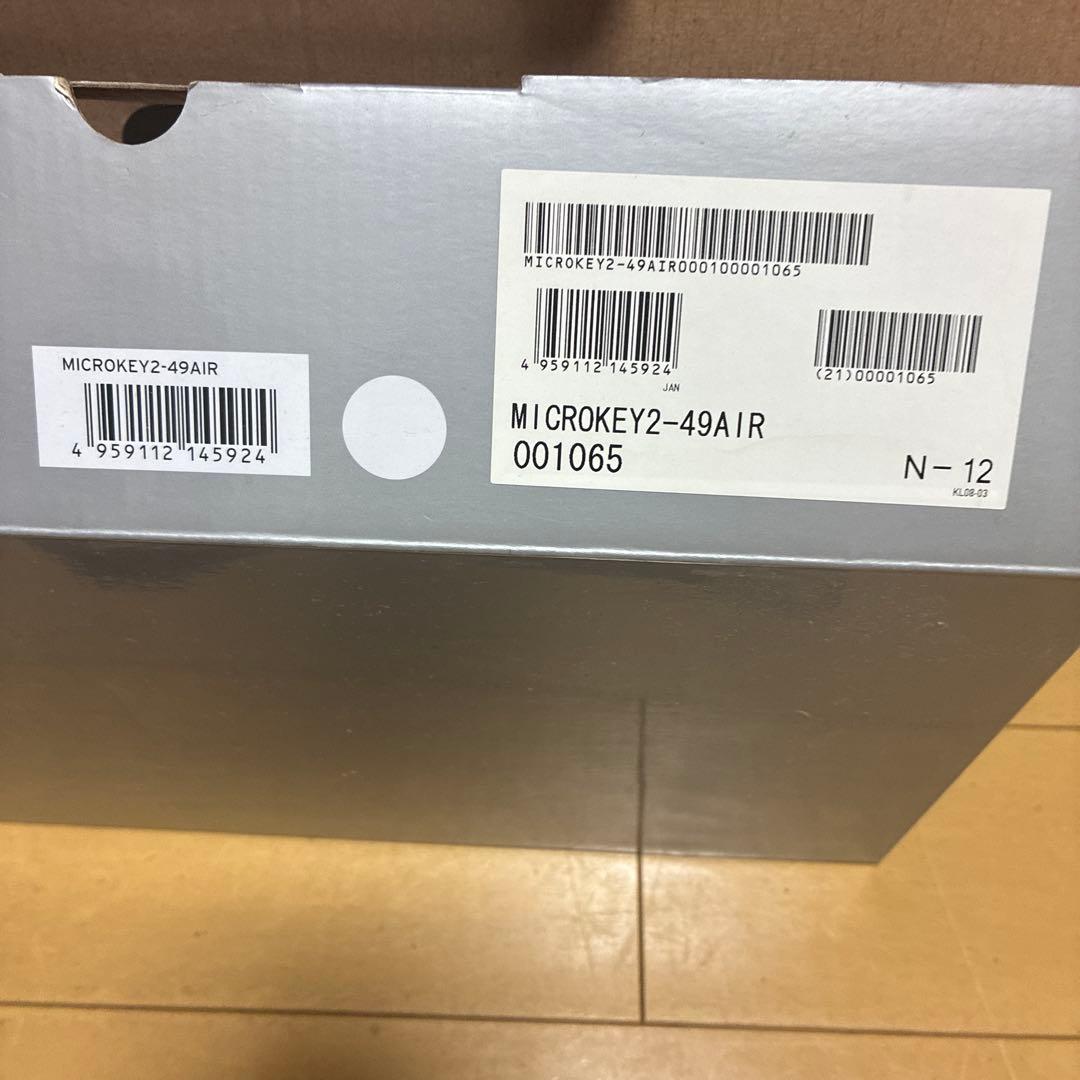 MICROKEY2-49AIR000100001065
4 959112 145924
JAN
(21)00001065
MICROKEY2-49AIR
001065
N-12
KL08-03
MICROKEY2-49AIR
4 959112 145924